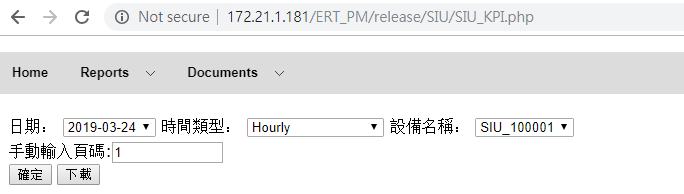 Not secure | 172.21.1.181/ERT_PM/release/SIU/SIU_KPI.php
Home Reports Documents
日期： 2019-03-24 時間類型： Hourly 設備名稱： SIU_100001
手動輸入頁碼:1
確定 下載